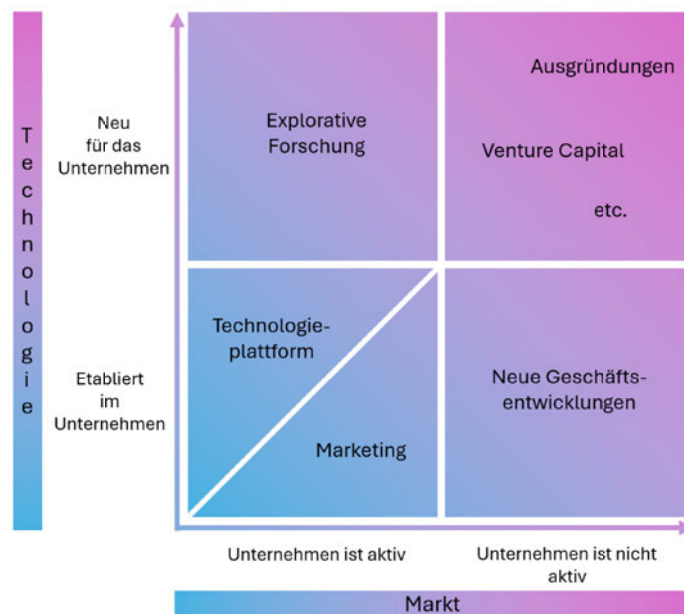 Technologie
Neu
für das
Unternehmen
Etabliert
im
Unternehmen
Explorative
Forschung
Ausgründungen
Venture Capital
etc.
Technologie-
plattform
Marketing
Neue Geschäfts-
entwicklungen
Unternehmen ist aktiv
Unternehmen ist nicht
aktiv
Markt